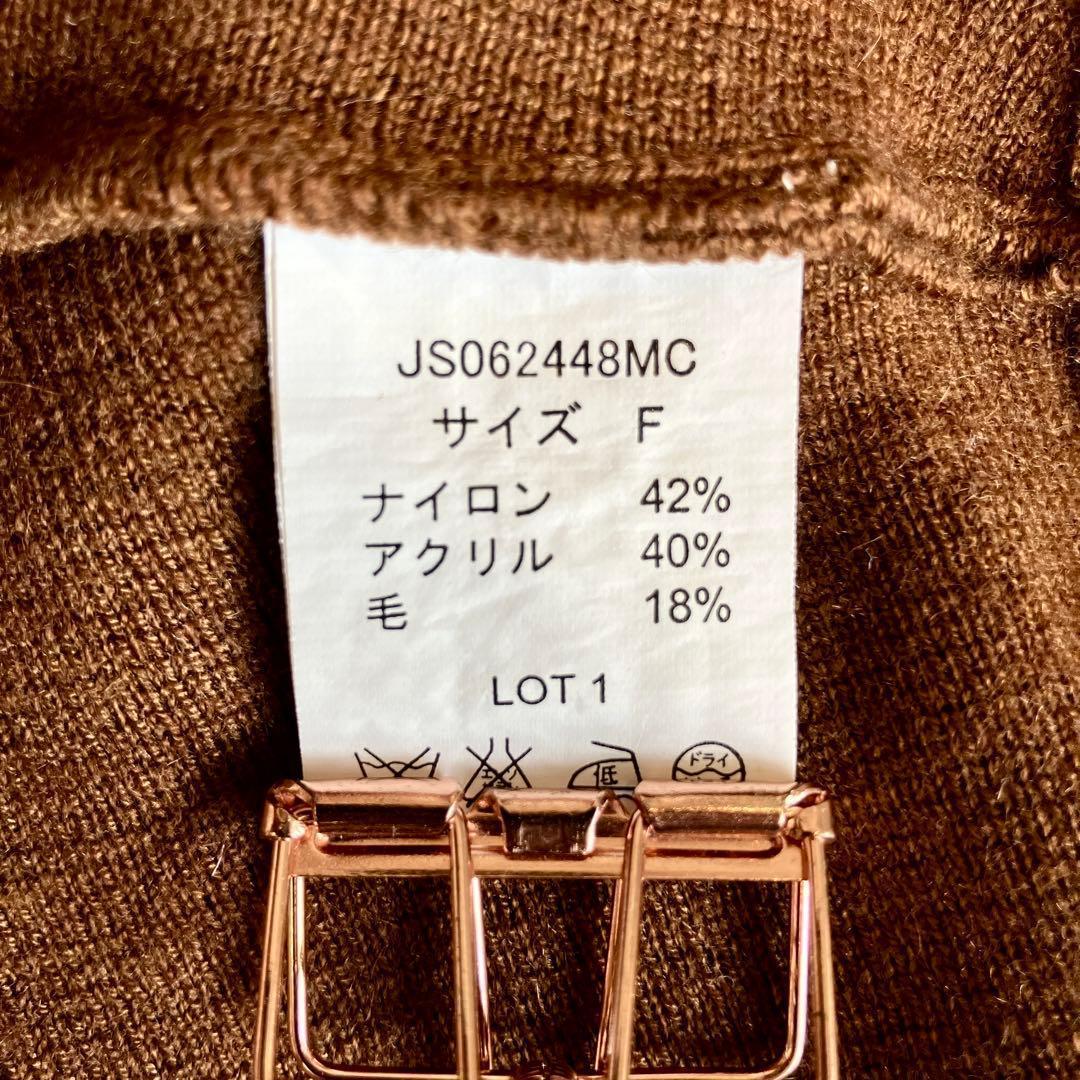 JS062448MC
サイズ F
ナイロン 42%
アクリル 40%
毛 18%
LOT 1
低 ドライ